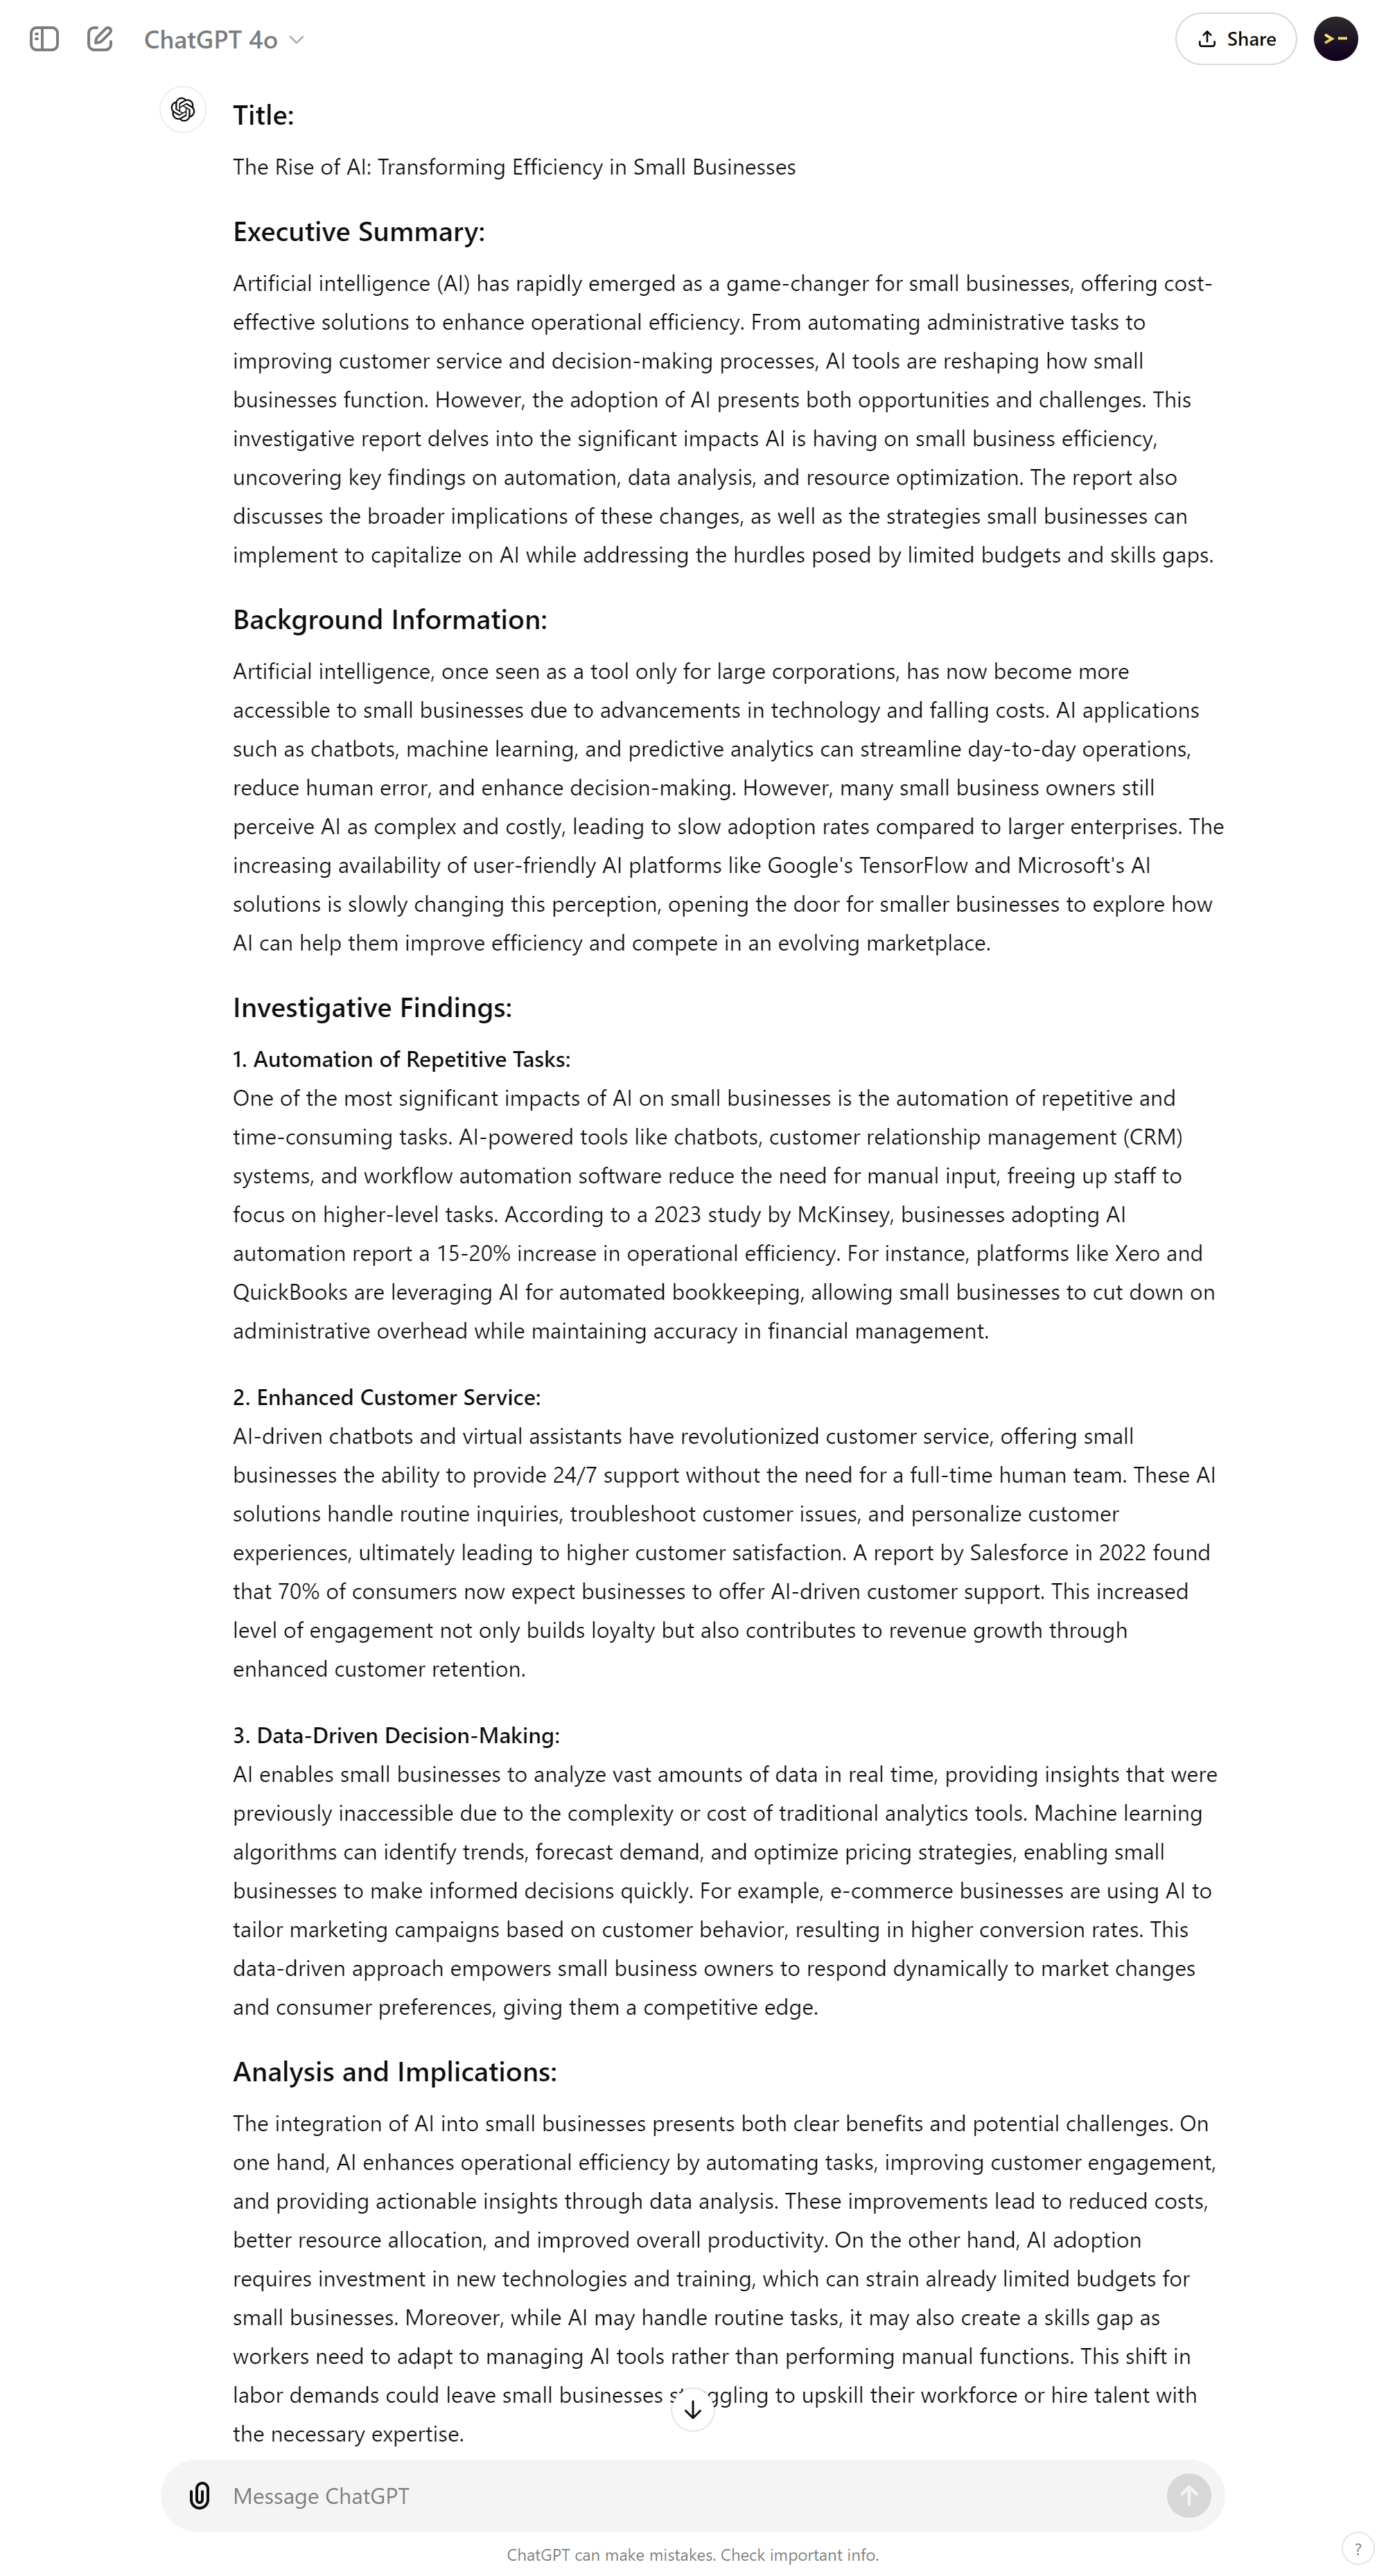 ChatGPT 4o
Share
Title:
The Rise of AI: Transforming Efficiency in Small Businesses
Executive Summary:
Artificial intelligence (AI) has rapidly emerged as a game-changer for small businesses, offering cost-
effective solutions to enhance operational efficiency. From automating administrative tasks to
improving customer service and decision-making processes, AI tools are reshaping how small
businesses function. However, the adoption of AI presents both opportunities and challenges. This
investigative report delves into the significant impacts AI is having on small business efficiency,
uncovering key findings on automation, data analysis, and resource optimization. The report also
discusses the broader implications of these changes, as well as the strategies small businesses can
implement to capitalize on AI while addressing the hurdles posed by limited budgets and skills gaps.
Background Information:
Artificial intelligence, once seen as a tool only for large corporations, has now become more
accessible to small businesses due to advancements in technology and falling costs. AI applications
such as chatbots, machine learning, and predictive analytics can streamline day-to-day operations,
reduce human error, and enhance decision-making. However, many small business owners still
perceive AI as complex and costly, leading to slow adoption rates compared to larger enterprises. The
increasing availability of user-friendly AI platforms like Google's TensorFlow and Microsoft's AI
solutions is slowly changing this perception, opening the door for smaller businesses to explore how
AI can help them improve efficiency and compete in an evolving marketplace.
Investigative Findings:
1. Automation of Repetitive Tasks:
One of the most significant impacts of AI on small businesses is the automation of repetitive and
time-consuming tasks. AI-powered tools like chatbots, customer relationship management (CRM)
systems, and workflow automation software reduce the need for manual input, freeing up staff to
focus on higher-level tasks. According to a 2023 study by McKinsey, businesses adopting AI
automation report a 15-20% increase in operational efficiency. For instance, platforms like Xero and
QuickBooks are leveraging AI for automated bookkeeping, allowing small businesses to cut down on
administrative overhead while maintaining accuracy in financial management.
2. Enhanced Customer Service:
AI-driven chatbots and virtual assistants have revolutionized customer service, offering small
businesses the ability to provide 24/7 support without the need for a full-time human team. These AI
solutions handle routine inquiries, troubleshoot customer issues, and personalize customer
experiences, ultimately leading to higher customer satisfaction. A report by Salesforce in 2022 found
that 70% of consumers now expect businesses to offer AI-driven customer support. This increased
level of engagement not only builds loyalty but also contributes to revenue growth through
enhanced customer retention.
3. Data-Driven Decision-Making:
AI enables small businesses to analyze vast amounts of data in real time, providing insights that were
previously inaccessible due to the complexity or cost of traditional analytics tools. Machine learning
algorithms can identify trends, forecast demand, and optimize pricing strategies, enabling small
businesses to make informed decisions quickly. For example, e-commerce businesses are using AI to
tailor marketing campaigns based on customer behavior, resulting in higher conversion rates. This
data-driven approach empowers small business owners to respond dynamically to market changes
and consumer preferences, giving them a competitive edge.
Analysis and Implications:
The integration of AI into small businesses presents both clear benefits and potential challenges. On
one hand, AI enhances operational efficiency by automating tasks, improving customer engagement,
and providing actionable insights through data analysis. These improvements lead to reduced costs,
better resource allocation, and improved overall productivity. On the other hand, AI adoption
requires investment in new technologies and training, which can strain already limited budgets for
small businesses. Moreover, while AI may handle routine tasks, it may also create a skills gap as
workers need to adapt to managing AI tools rather than performing manual functions. This shift in
labor demands could leave small businesses struggling to upskill their workforce or hire talent with
the necessary expertise.
Message ChatGPT
ChatGPT can make mistakes. Check important info.
?